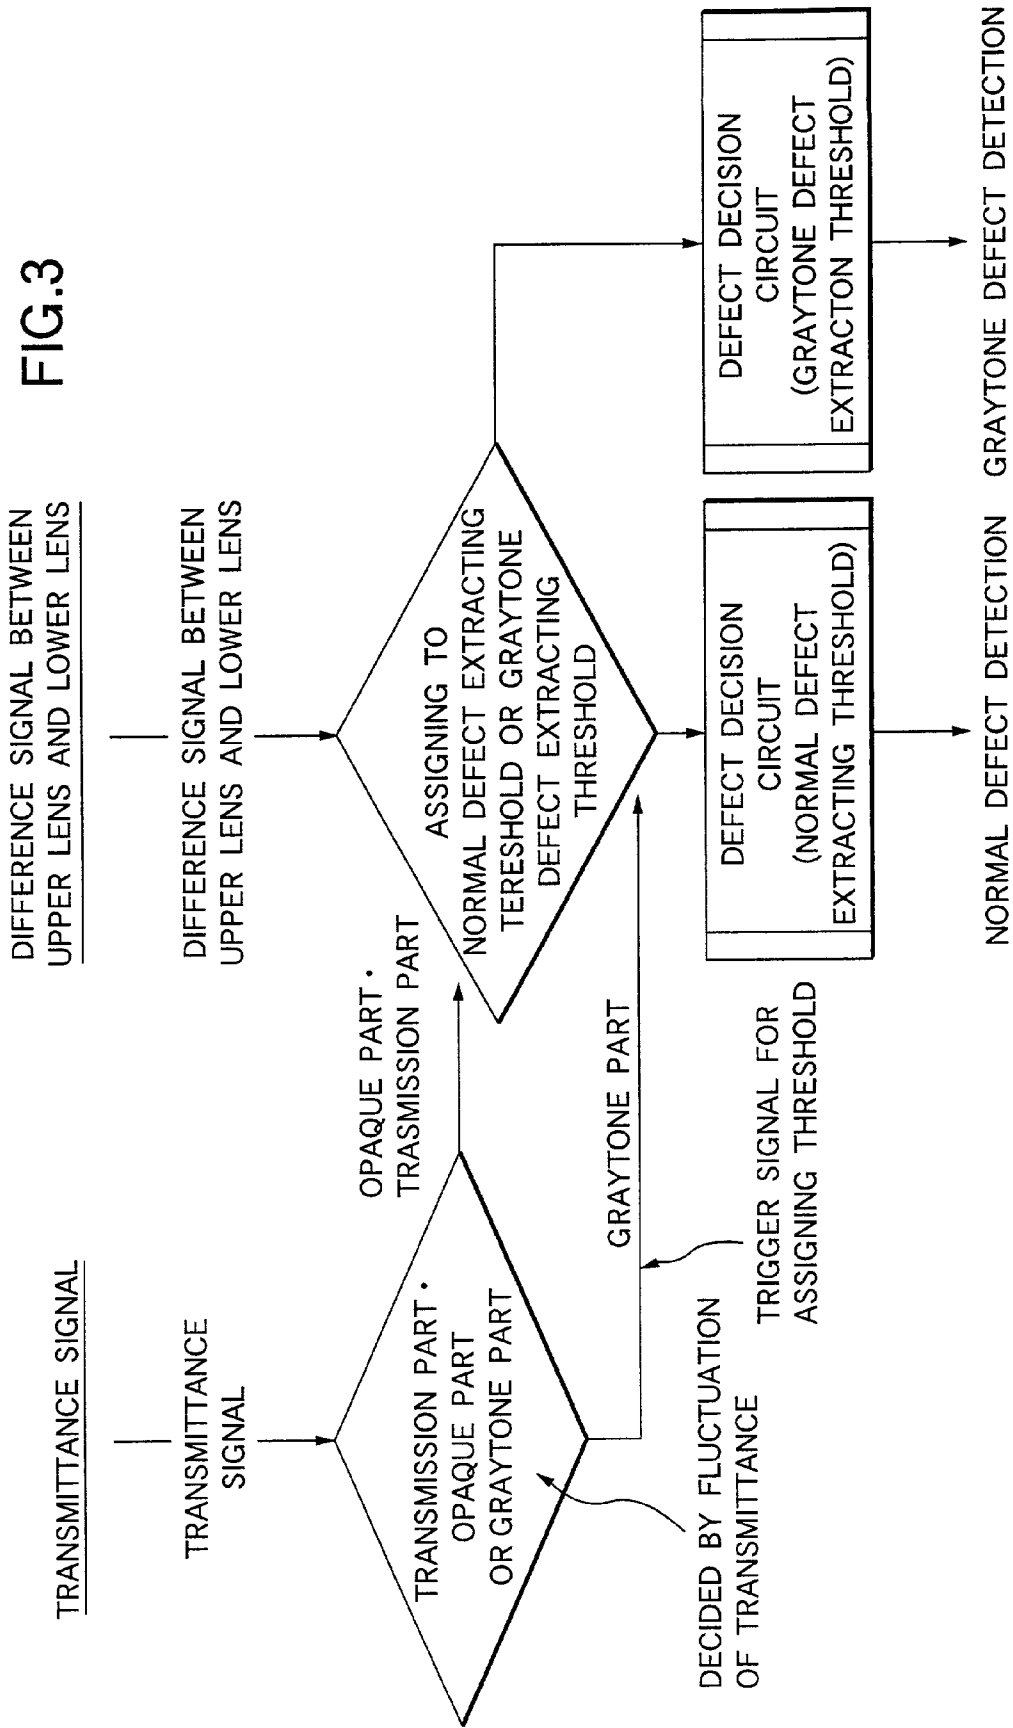 FIG.3
TRANSMITTANCE SIGNAL
TRANSMITTANCE
SIGNAL
TRANSMISSION PART·
OPAQUE PART
OR GRAYTONE PART
DECIDED BY FLUCTUATION
OF TRANSMITTANCE
OPAQUE PART·
TRASMISSION PART
GRAYTONE PART
TRIGGER SIGNAL FOR
ASSIGNING THRESHOLD
DIFFERENCE SIGNAL BETWEEN
UPPER LENS AND LOWER LENS
DIFFERENCE SIGNAL BETWEEN
UPPER LENS AND LOWER LENS
ASSIGNING TO
NORMAL DEFECT EXTRACTING
TERESHOLD OR GRAYTONE
DEFECT EXTRACTING
THRESHOLD
DEFECT DECISION
CIRCUIT
(NORMAL DEFECT
EXTRACTING THRESHOLD)
NORMAL DEFECT DETECTION
DEFECT DECISION
CIRCUIT
(GRAYTONE DEFECT
EXTRACTON THRESHOLD)
GRAYTONE DEFECT DETECTION